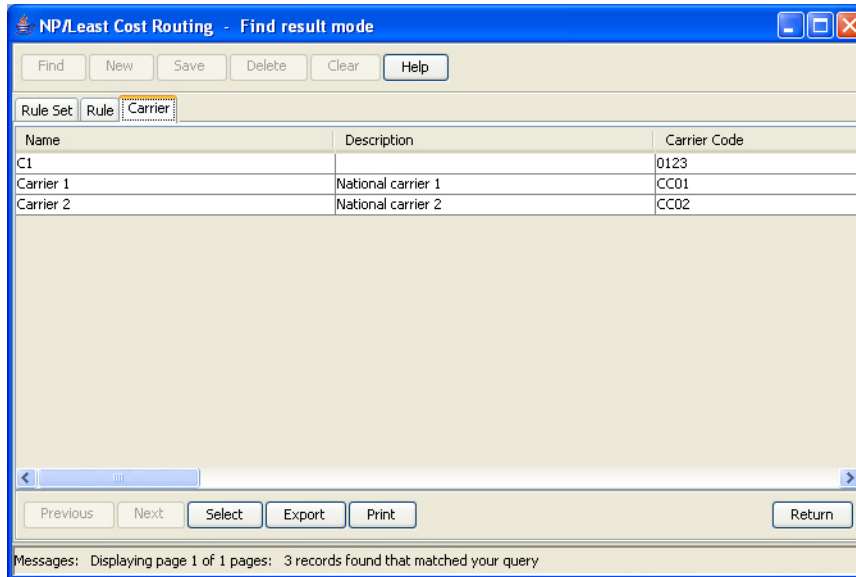 NP/Least Cost Routing - Find result mode
Find New Save Delete Clear Help
Rule Set Rule Carrier
Name Description Carrier Code
C1 0123
Carrier 1 National carrier 1 CC01
Carrier 2 National carrier 2 CC02
Previous Next Select Export Print Return
Messages: Displaying page 1 of 1 pages: 3 records found that matched your query